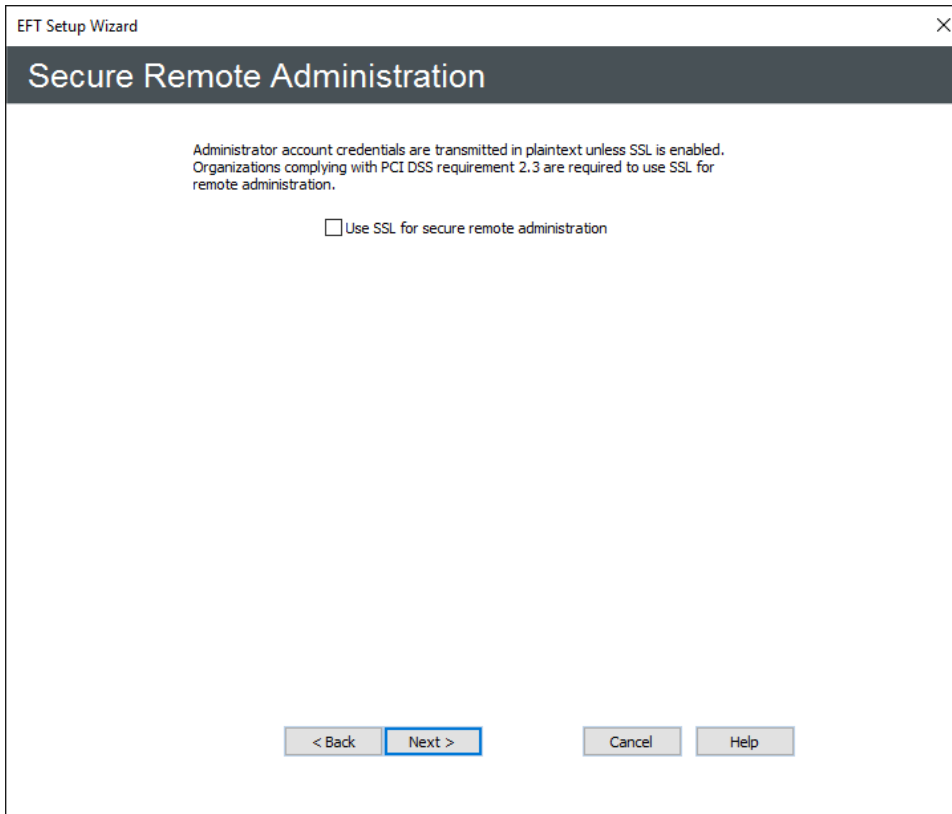 EFT Setup Wizard
Secure Remote Administration
Administrator account credentials are transmitted in plaintext unless SSL is enabled.
Organizations complying with PCI DSS requirement 2.3 are required to use SSL for
remote administration.
Use SSL for secure remote administration
< Back Next > Cancel Help